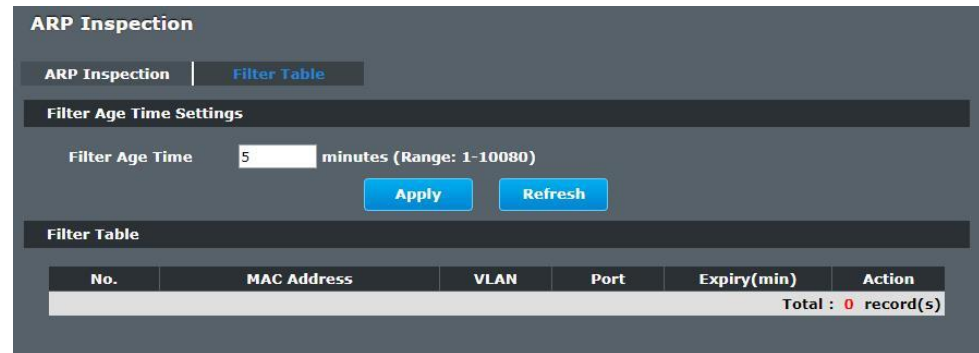 ARP Inspection
ARP Inspection Filter Table
Filter Age Time Settings
Filter Age Time 5 minutes (Range: 1-10080)
Apply Refresh
Filter Table
No. MAC Address VLAN Port Expiry(min) Action
Total : 0 record(s)